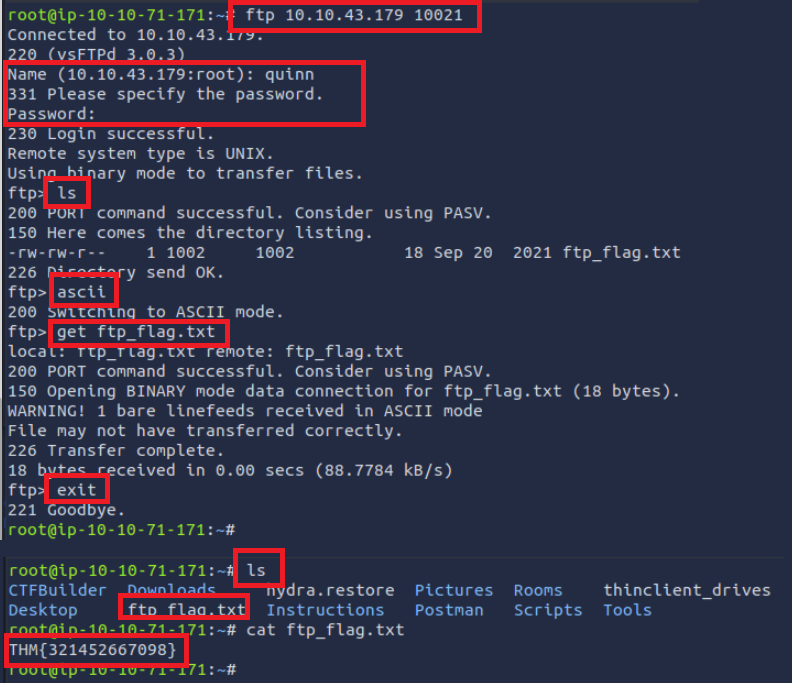 root@ip-10-10-71-171:~# ftp 10.10.43.179 10021
Connected to 10.10.43.179.
220 (vsFTPd 3.0.3)
Name (10.10.43.179:root): quinn
331 Please specify the password.
Password:
230 Login successful.
Remote system type is UNIX.
Using binary mode to transfer files.
ftp> ls
200 PORT command successful. Consider using PASV.
150 Here comes the directory listing.
-rw-rw-r--    1 1002     1002           18 Sep 20  2021 ftp_flag.txt
226 Directory send OK.
ftp> ascii
200 Switching to ASCII mode.
ftp> get ftp_flag.txt
local: ftp_flag.txt remote: ftp_flag.txt
200 PORT command successful. Consider using PASV.
150 Opening BINARY mode data connection for ftp_flag.txt (18 bytes).
WARNING! 1 bare linefeeds received in ASCII mode
File may not have transferred correctly.
226 Transfer complete.
18 bytes received in 0.00 secs (88.7784 kB/s)
ftp> exit
221 Goodbye.
root@ip-10-10-71-171:~#
root@ip-10-10-71-171:~# ls
CTFBuilder  Downloads     hydra.restore  Pictures  Rooms    thinclient_drives
Desktop     ftp_flag.txt  Instructions   Postman   Scripts  Tools
root@ip-10-10-71-171:~# cat ftp_flag.txt
THM{321452667098}
root@ip-10-10-71-171:~#